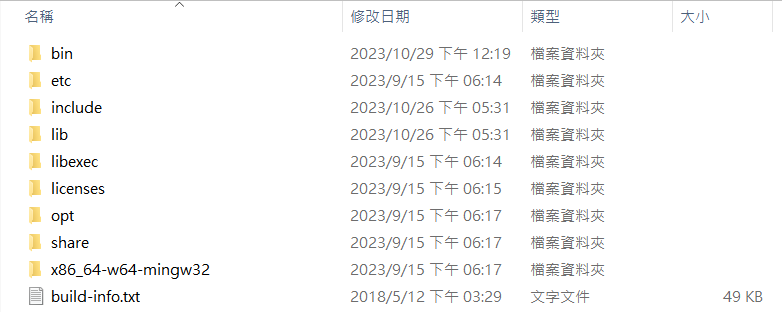 名稱 修改日期 類型 大小
bin 2023/10/29 下午 12:19 檔案資料夾
etc 2023/9/15 下午 06:14 檔案資料夾
include 2023/10/26 下午 05:31 檔案資料夾
lib 2023/10/26 下午 05:31 檔案資料夾
libexec 2023/9/15 下午 06:14 檔案資料夾
licenses 2023/9/15 下午 06:15 檔案資料夾
opt 2023/9/15 下午 06:17 檔案資料夾
share 2023/9/15 下午 06:17 檔案資料夾
x86_64-w64-mingw32 2023/9/15 下午 06:17 檔案資料夾
build-info.txt 2018/5/12 下午 03:29 文字文件 49 KB